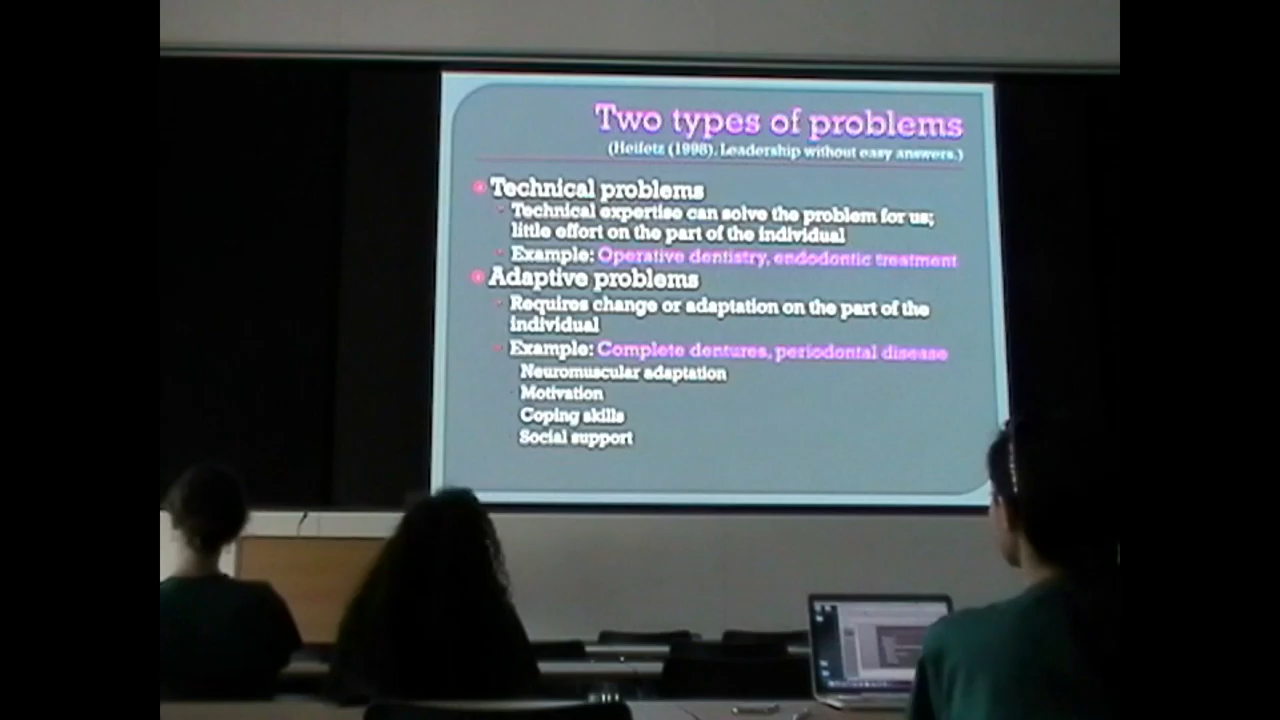 Two types of problems
(Heifetz (1998). Leadership without easy answers.)
Technical problems
Technical expertise can solve the problem for us;
little effort on the part of the individual
Example: Operative dentistry, endodontic treatment
Adaptive problems
Requires change or adaptation on the part of the
individual
Example: Complete dentures, periodontal disease
Neuromuscular adaptation
Motivation
Coping skills
Social support